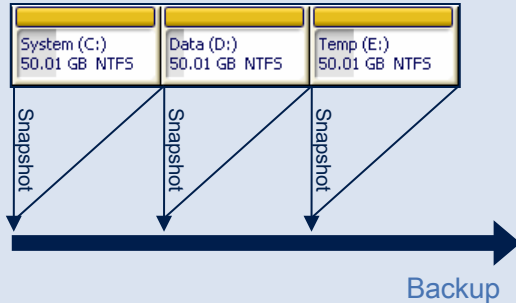 System (C:)
50.01 GB NTFS
Data (D:)
50.01 GB NTFS
Temp (E:)
50.01 GB NTFS
Snapshot
Snapshot
Snapshot
Backup